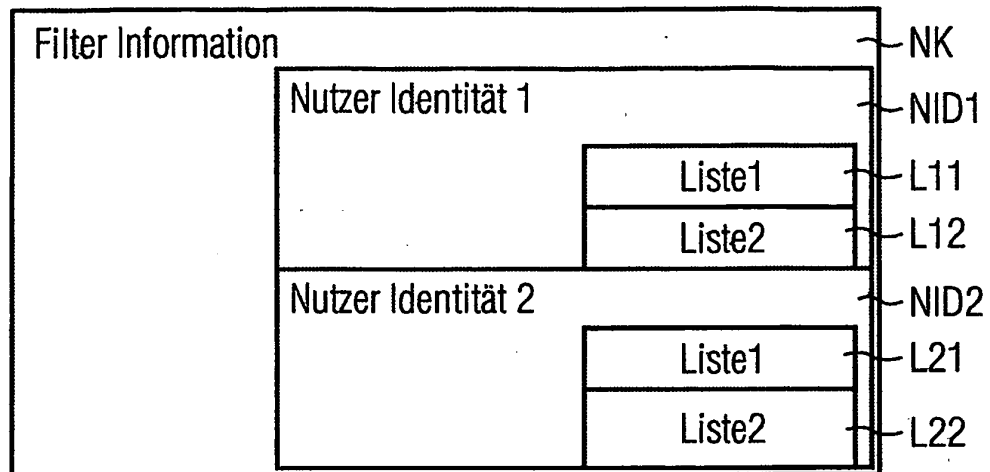 Filter Information NK
Nutzer Identität 1 NID1
Liste1 L11
Liste2 L12
Nutzer Identität 2 NID2
Liste1 L21
Liste2 L22